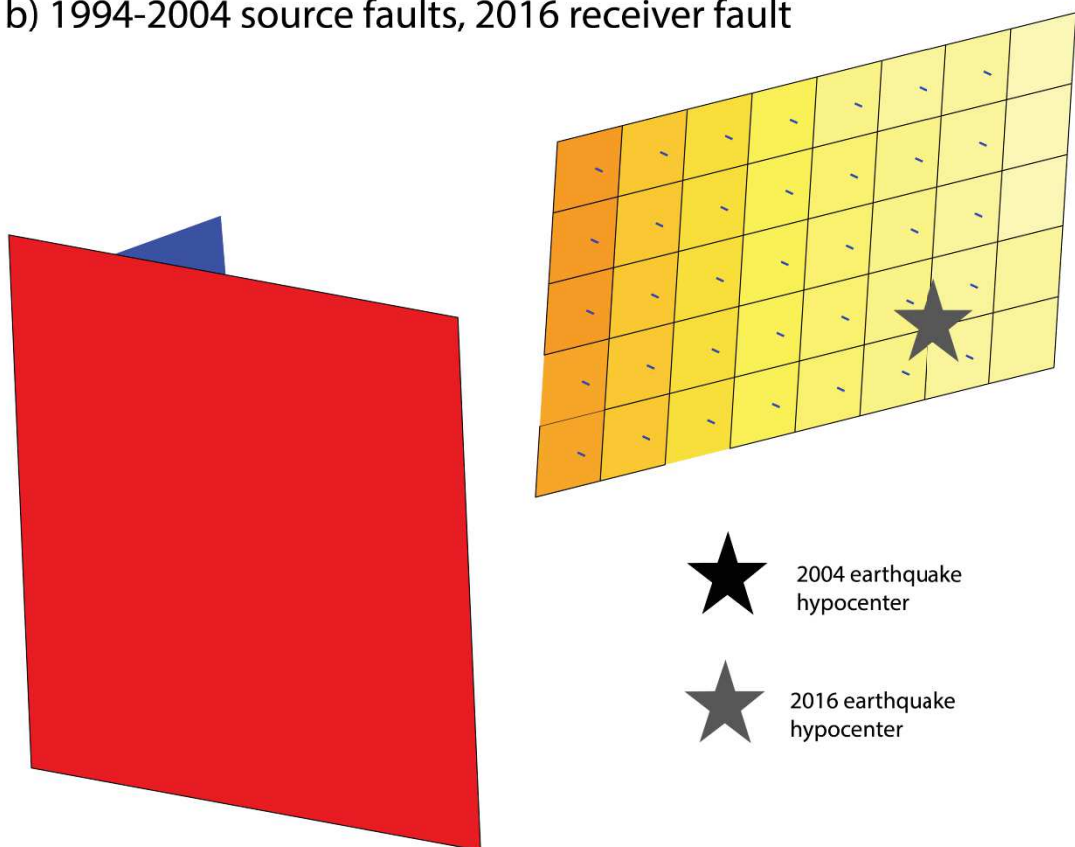 b) 1994-2004 source faults, 2016 receiver fault
2004 earthquake
hypocenter
2016 earthquake
hypocenter